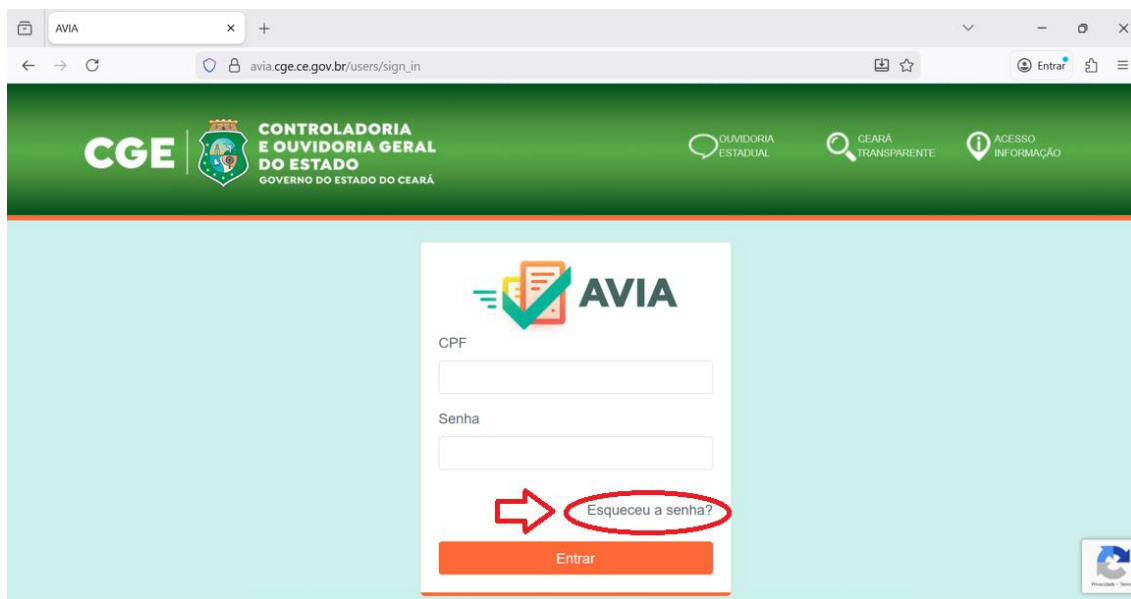 AVIA
avia.cge.ce.gov.br/users/sign_in
Entrar
CGE
CONTROLADORIA
E OUVIDORIA GERAL
DO ESTADO
GOVERNO DO ESTADO DO CEARÁ
OUVIDORIA
ESTADUAL
CEARÁ
TRANSPARENTE
ACESSO
INFORMAÇÃO
AVIA
CPF
Senha
Esqueceu a senha?
Entrar